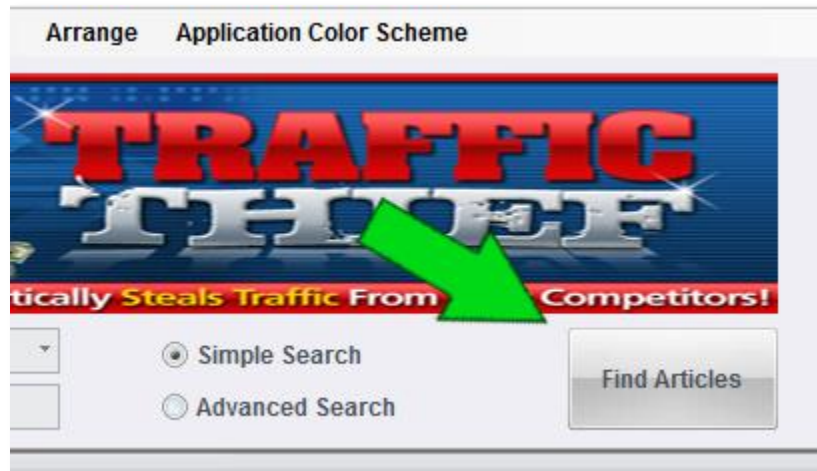 Arrange Application Color Scheme
TRAFFIC
THIEF
tically Steals Traffic From Competitors!
Simple Search
Find Articles
Advanced Search